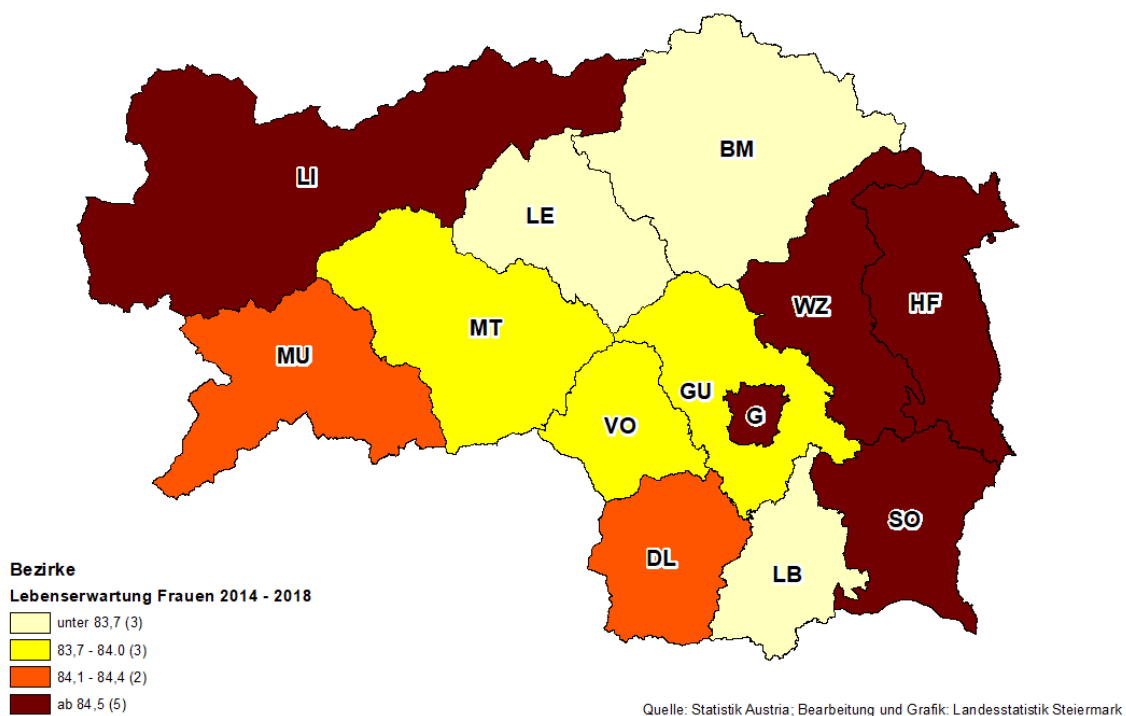 BM
LI
LE
WZ
HF
MT
MU
GU
G
VO
SO
DL
LB
Bezirke
Lebenserwartung Frauen 2014 - 2018
unter 83,7 (3)
83,7 - 84.0 (3)
84,1 - 84,4 (2)
ab 84,5 (5)
Quelle: Statistik Austria; Bearbeitung und Grafik: Landesstatistik Steiermark